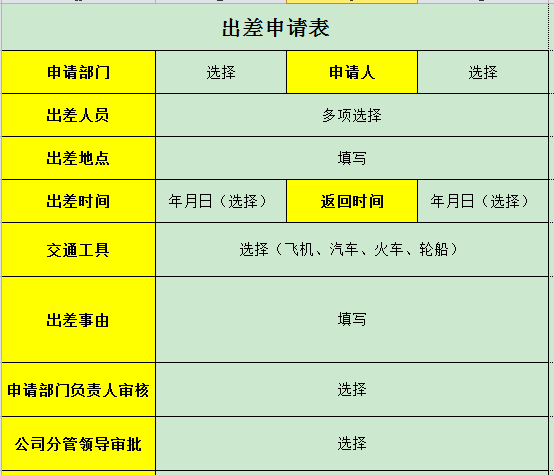 出差申请表
申请部门 选择 申请人 选择
出差人员 多项选择
出差地点 填写
出差时间 年月日（选择） 返回时间 年月日（选择）
交通工具 选择（飞机、汽车、火车、轮船）
出差事由 填写
申请部门负责人审核 选择
公司分管领导审批 选择